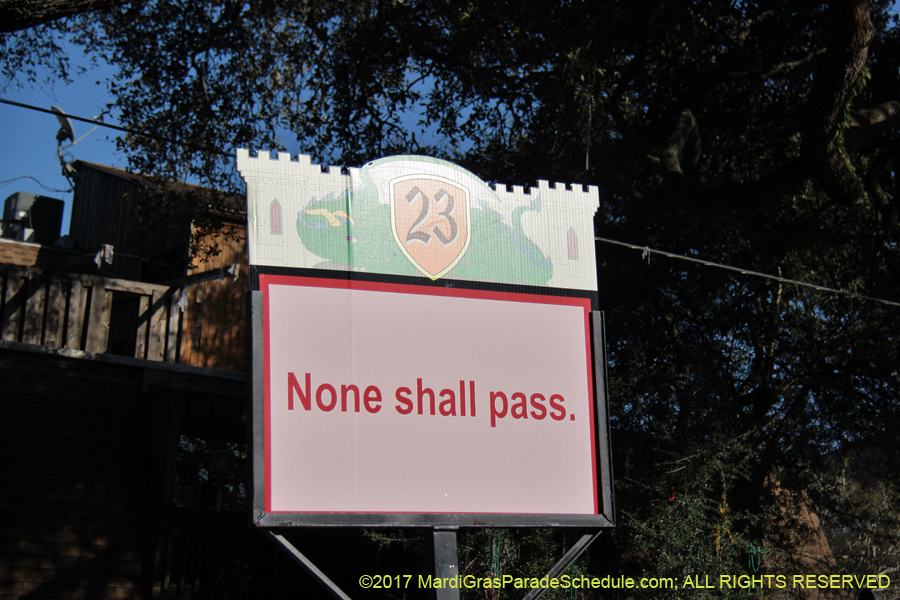 23
None shall pass.
©2017 MardiGrasParadeSchedule.com; ALL RIGHTS RESERVED